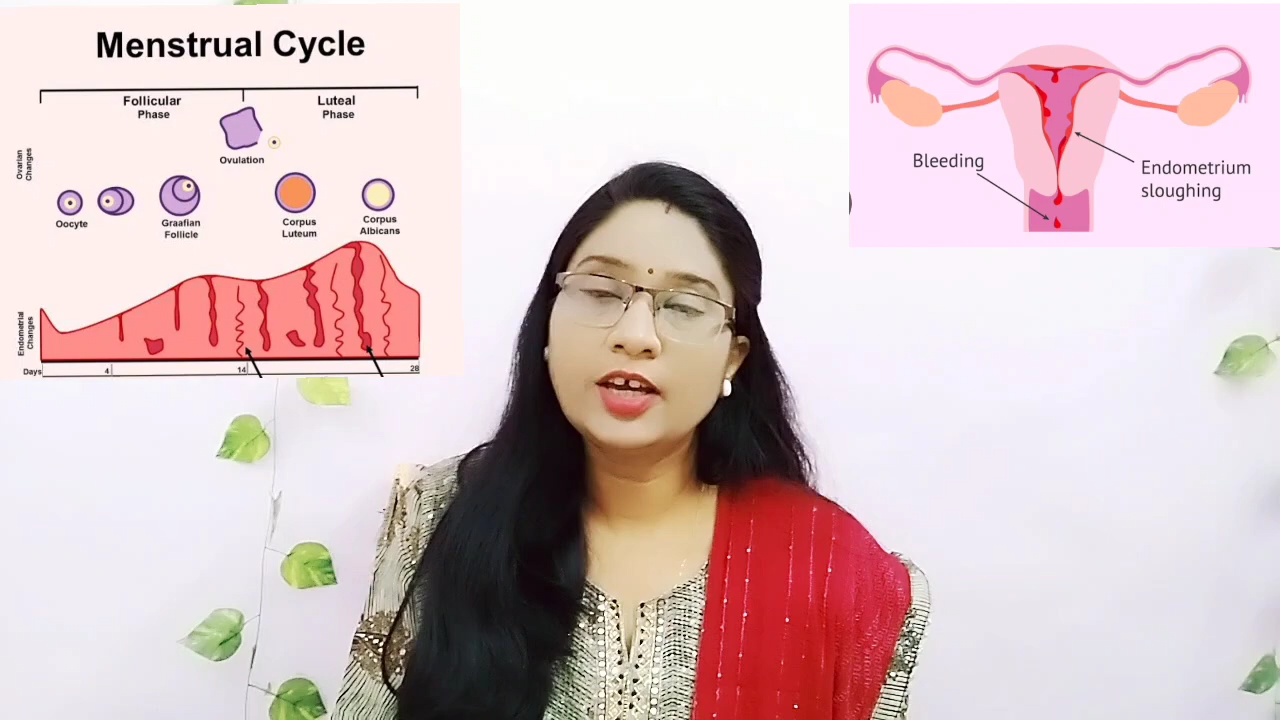 Menstrual Cycle
Follicular
Phase
Luteal
Phase
Ovarian
Changes
Ovulation
Oocyte
Graafian
Follicle
Corpus
Luteum
Corpus
Albicans
Endometrial
Changes
Days
4
14
28
Bleeding
Endometrium
sloughing